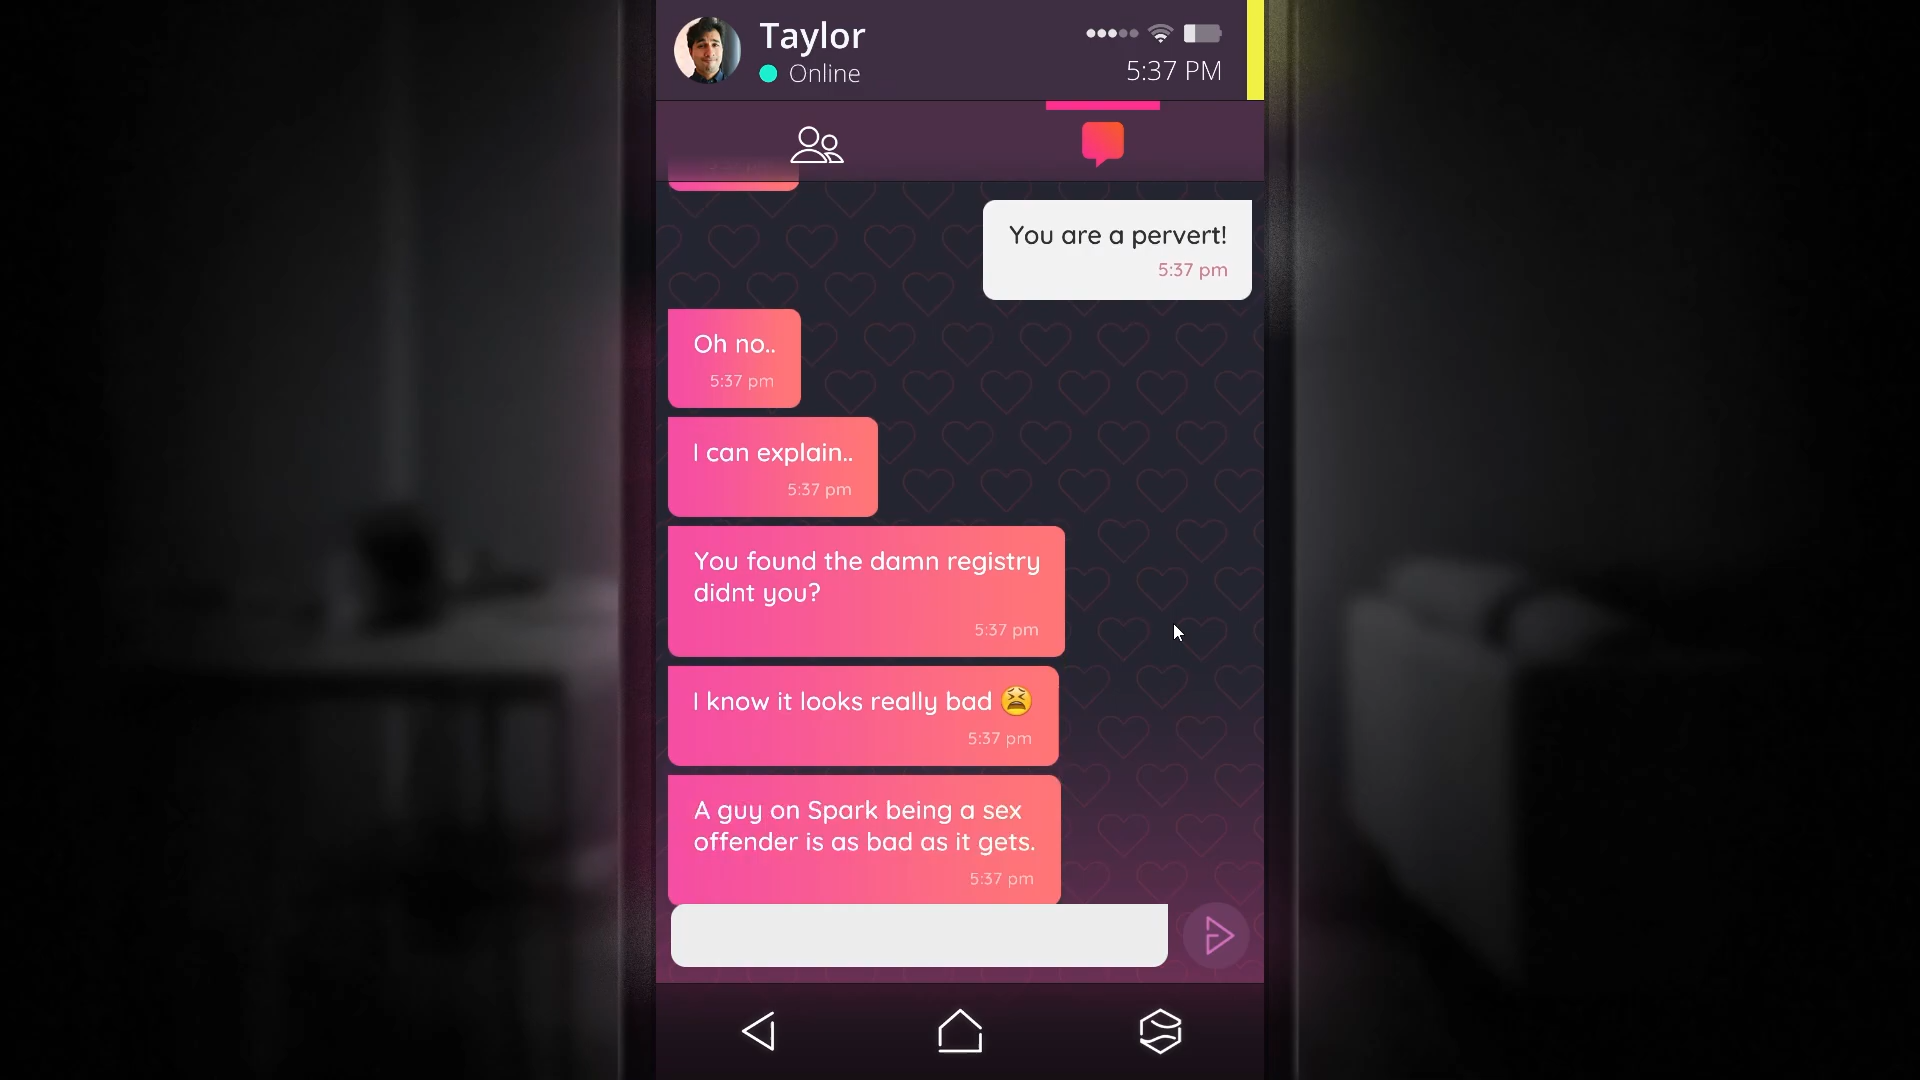 Taylor
Online
5:37 PM
You are a pervert!
5:37 pm
Oh no..
5:37 pm
I can explain..
5:37 pm
You found the damn registry
didnt you?
5:37 pm
I know it looks really bad 😫
5:37 pm
A guy on Spark being a sex
offender is as bad as it gets.
5:37 pm